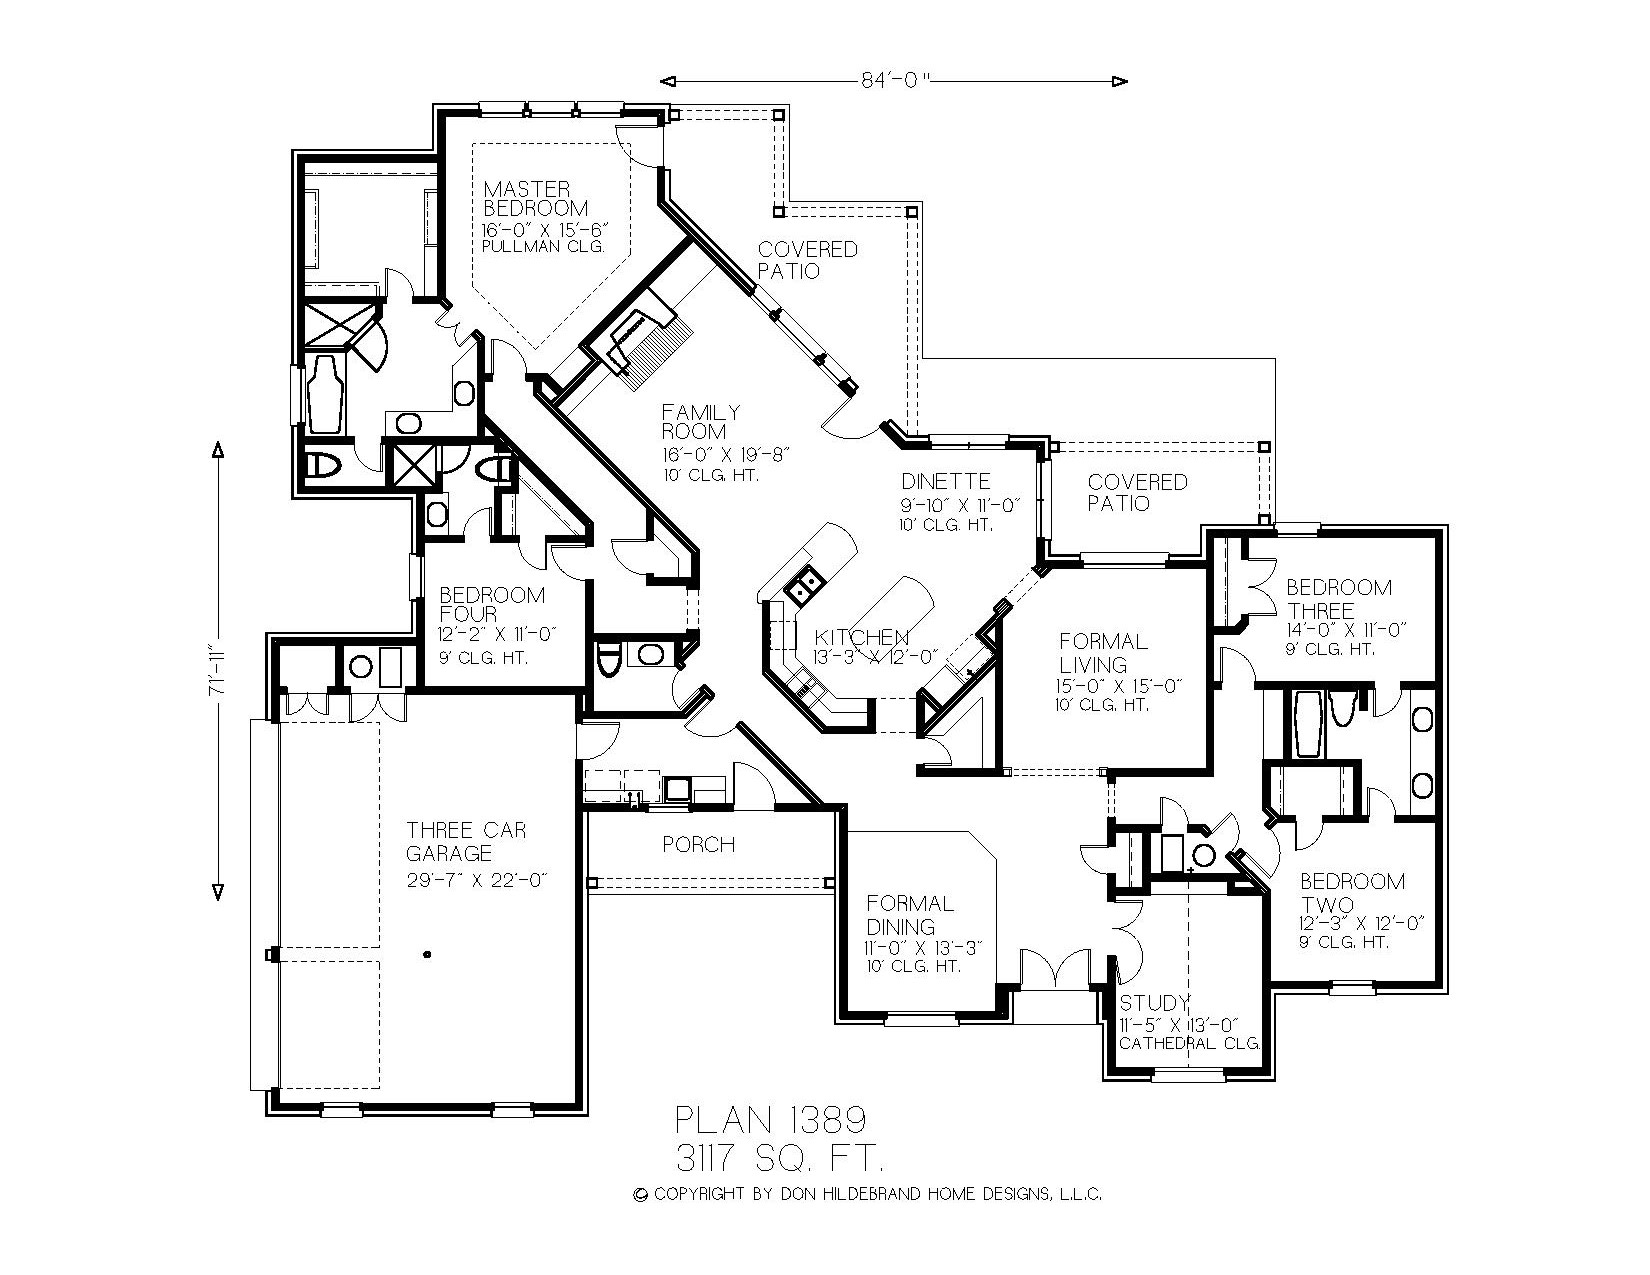 84'-0"
MASTER
BEDROOM
16'-0" X 15'-6"
PULLMAN CLG.
COVERED
PATIO
FAMILY
ROOM
16'-0" X 19'-8"
10' CLG. HT.
DINETTE
9'-10" X 11'-0"
10' CLG. HT.
COVERED
PATIO
71'-11"
BEDROOM
FOUR
12'-2" X 11'-0"
9' CLG. HT.
KITCHEN
13'-3" X 12'-0"
FORMAL
LIVING
15'-0" X 15'-0"
10' CLG. HT.
BEDROOM
THREE
14'-0" X 11'-0"
9' CLG. HT.
THREE CAR
GARAGE
29'-7" X 22'-0"
PORCH
FORMAL
DINING
11'-0" X 13'-3"
10' CLG. HT.
BEDROOM
TWO
12'-3" X 12'-0"
9' CLG. HT.
STUDY
11'-5" X 13'-0"
CATHEDRAL CLG.
PLAN 1389
3117 SQ. FT.
© COPYRIGHT BY DON HILDEBRAND HOME DESIGNS, L.L.C.